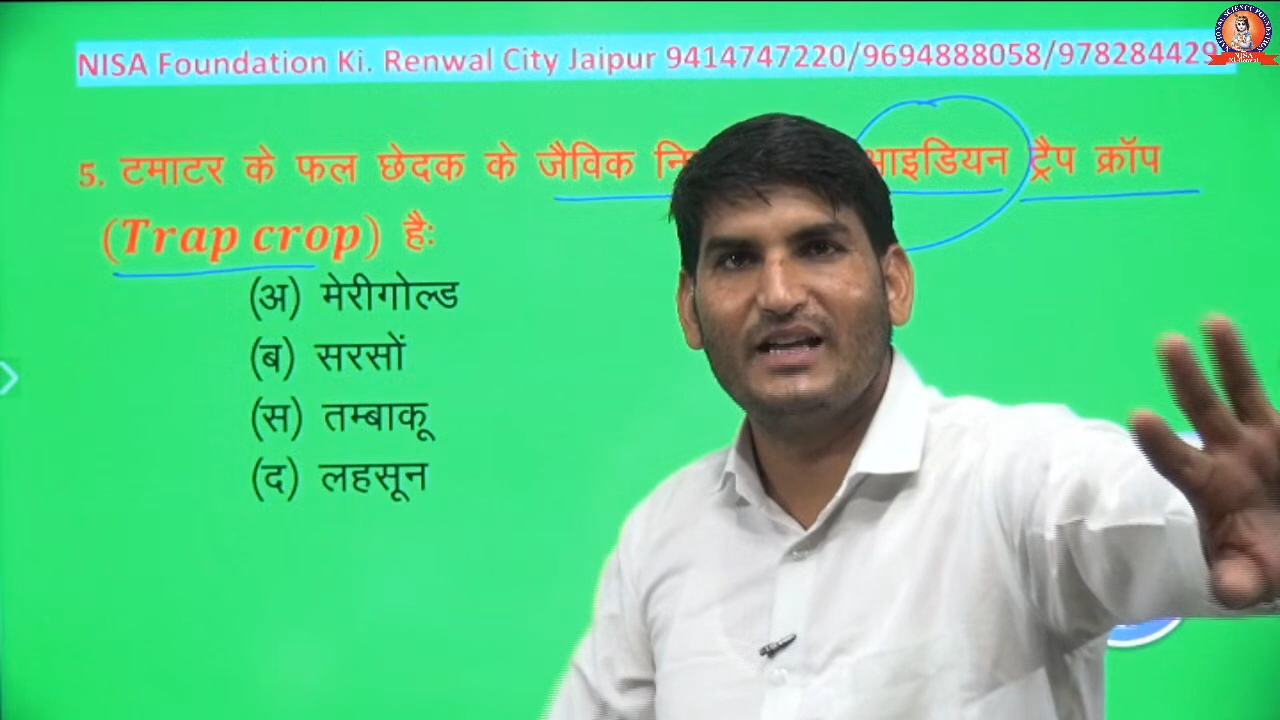 NISA Foundation Ki. Renwal City Jaipur 9414747220/9694888058/978284429
5. टमाटर के फल छेदक के जैविक आइडियन ट्रैप क्रॉप
(Trap crop) है:
(अ) मेरीगोल्ड
(ब) सरसों
(स) तम्बाकू
(द) लहसून